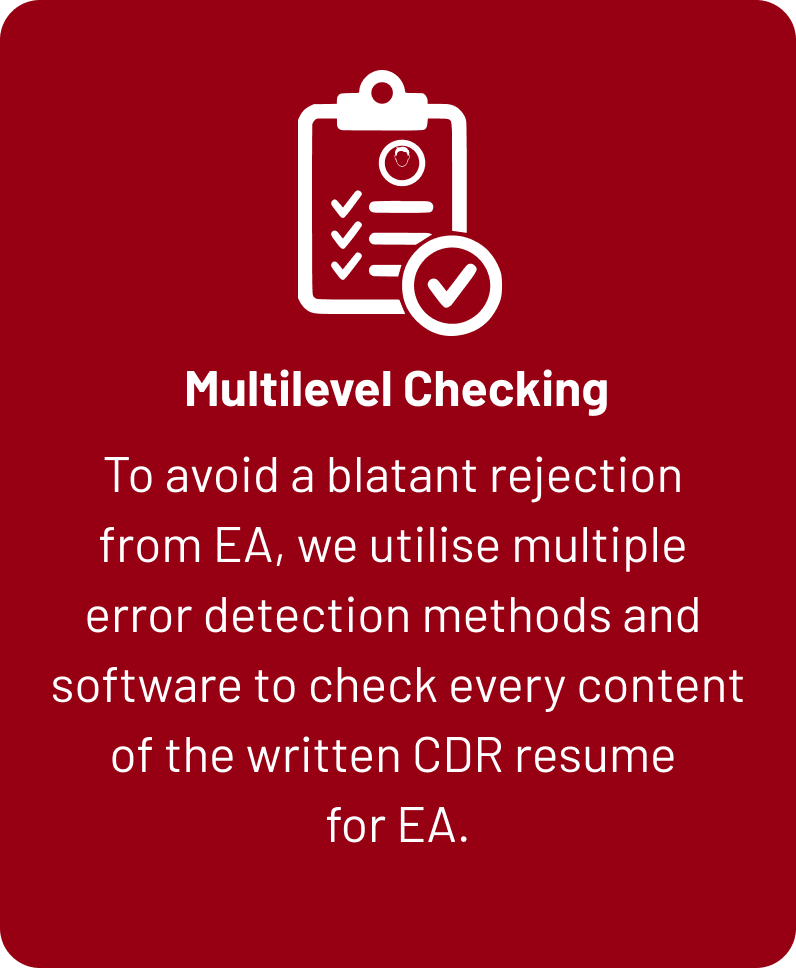 Multilevel Checking
To avoid a blatant rejection
from EA, we utilise multiple
error detection methods and
software to check every content
of the written CDR resume
for EA.